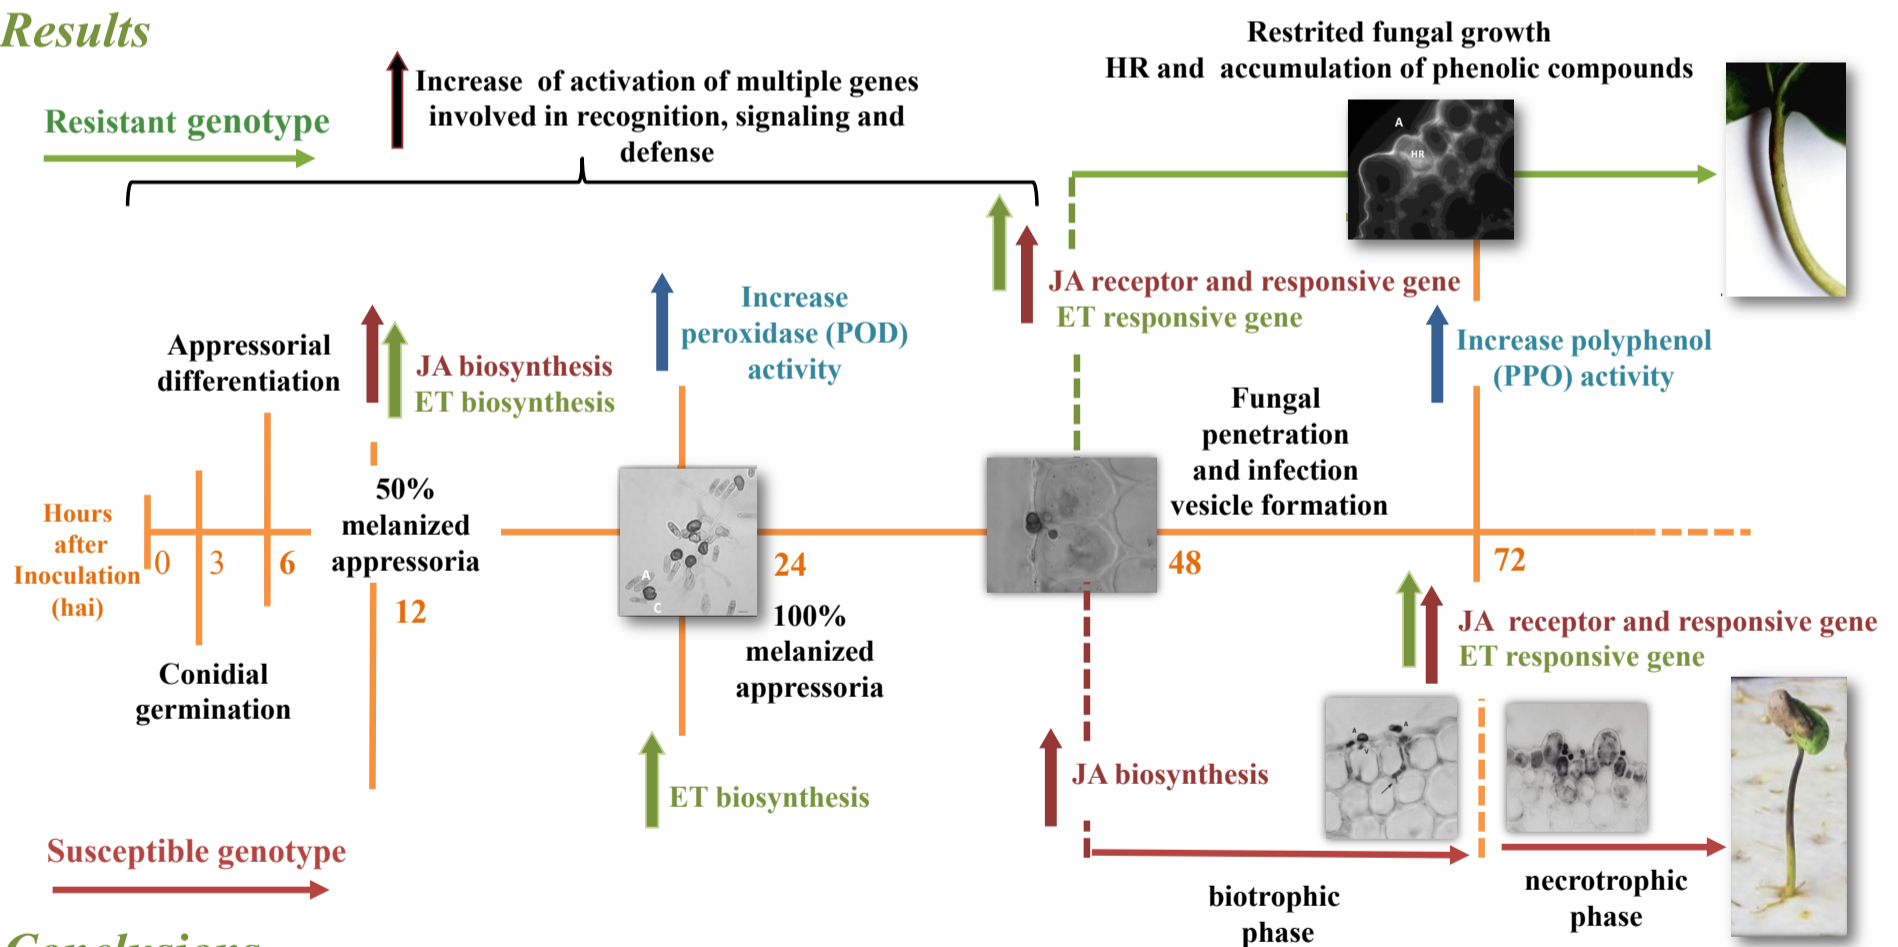 Results
Resistant genotype
Increase of activation of multiple genes
involved in recognition, signaling and
defense
Restrited fungal growth
HR and accumulation of phenolic compounds
A
HR
JA receptor and responsive gene
ET responsive gene
Increase
peroxidase (POD)
activity
Increase polyphenol
(PPO) activity
Appressorial
differentiation
JA biosynthesis
ET biosynthesis
Fungal
penetration
and infection
vesicle formation
50%
melanized
appressoria
Hours
after
Inoculation
(hai)
0
3
6
12
24
48
72
A
C
100%
melanized
appressoria
Conidial
germination
JA receptor and responsive gene
ET responsive gene
ET biosynthesis
JA biosynthesis
A
A
V
Susceptible genotype
biotrophic
phase
necrotrophic
phase
Conclusions